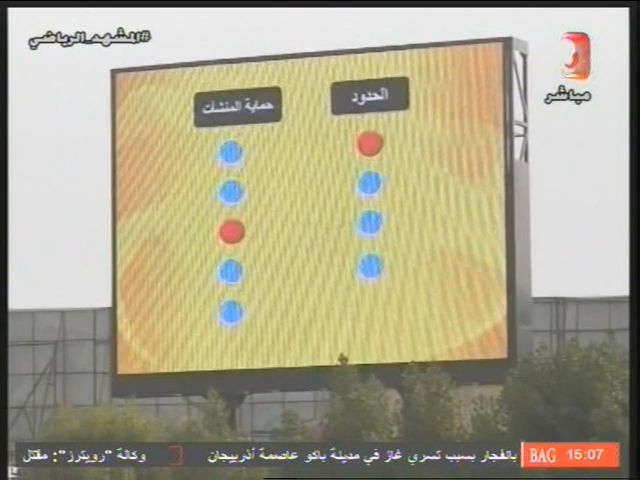 #المشهد_الرياضي
مباشر
الحدود
حماية المنشآت
BAG 15:07
بانفجار بسبب تسرب غاز في مدينة باكو عاصمة أذربيجان
وكالة "رويترز": مقتل